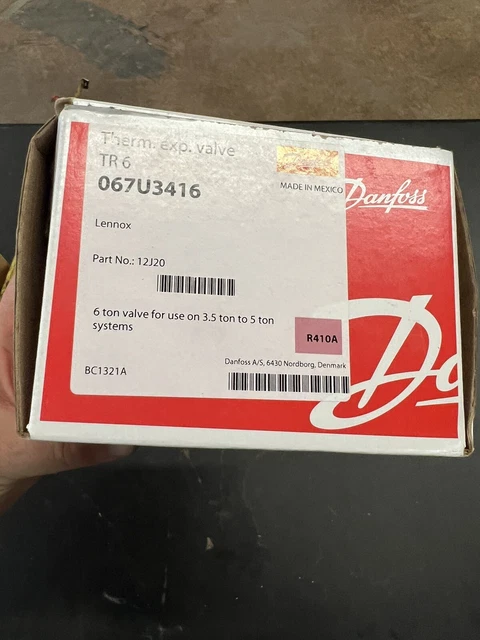 Therm. exp. valve
TR 6
067U3416
MADE IN MEXICO
Danfoss
Lennox
Part No.: 12J20
6 ton valve for use on 3.5 ton to 5 ton
systems
R410A
Danfoss A/S, 6430 Nordborg, Denmark
BC1321A
Da